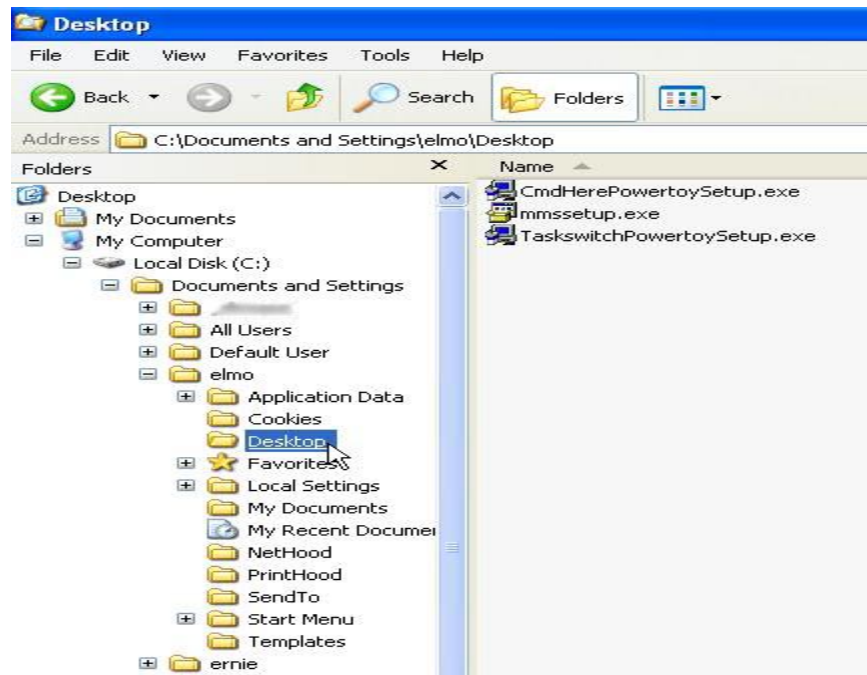 Desktop
File Edit View Favorites Tools Help
Back Search Folders
Address C:\Documents and Settings\elmo\Desktop
Folders × Name
Desktop
My Documents
My Computer
Local Disk (C:)
Documents and Settings
All Users
Default User
elmo
Application Data
Cookies
Desktop
Favorites
Local Settings
My Documents
My Recent Documen
NetHood
PrintHood
SendTo
Start Menu
Templates
ernie
CmdHerePowertoySetup.exe
mmssetup.exe
TaskswitchPowertoySetup.exe